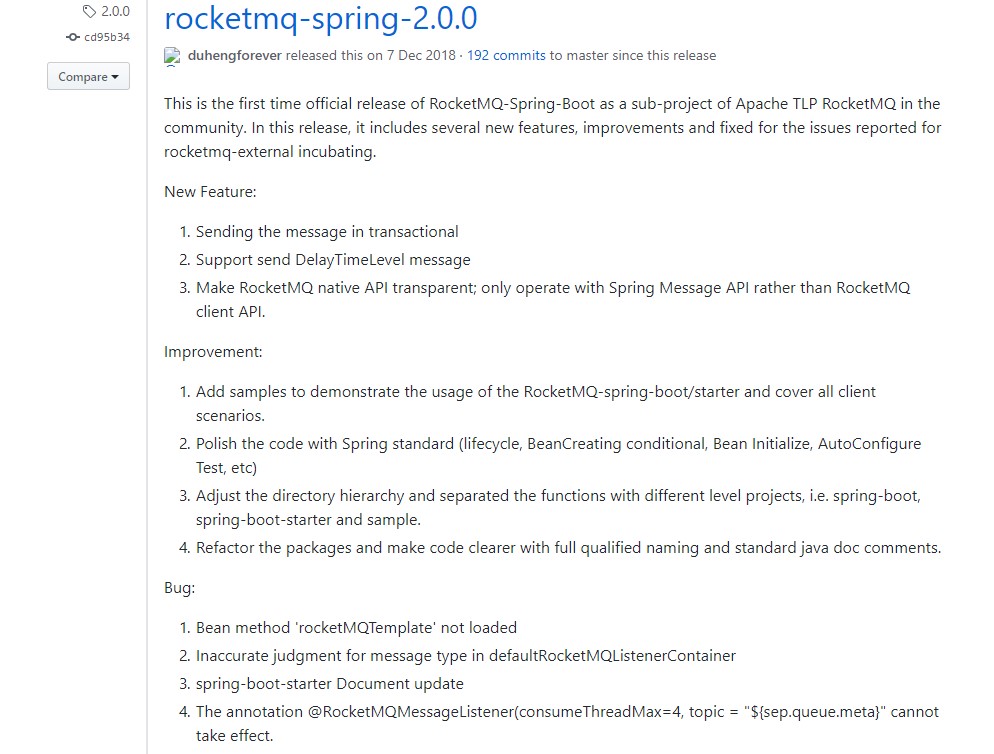 2.0.0
cd95b34
Compare
rocketmq-spring-2.0.0
duhengforever released this on 7 Dec 2018 · 192 commits to master since this release
This is the first time official release of RocketMQ-Spring-Boot as a sub-project of Apache TLP RocketMQ in the
community. In this release, it includes several new features, improvements and fixed for the issues reported for
rocketmq-external incubating.
New Feature:
1. Sending the message in transactional
2. Support send DelayTimeLevel message
3. Make RocketMQ native API transparent; only operate with Spring Message API rather than RocketMQ
client API.
Improvement:
1. Add samples to demonstrate the usage of the RocketMQ-spring-boot/starter and cover all client
scenarios.
2. Polish the code with Spring standard (lifecycle, BeanCreating conditional, Bean Initialize, AutoConfigure
Test, etc)
3. Adjust the directory hierarchy and separated the functions with different level projects, i.e. spring-boot,
spring-boot-starter and sample.
4. Refactor the packages and make code clearer with full qualified naming and standard java doc comments.
Bug:
1. Bean method 'rocketMQTemplate' not loaded
2. Inaccurate judgment for message type in defaultRocketMQListenerContainer
3. spring-boot-starter Document update
4. The annotation @RocketMQMessageListener(consumeThreadMax=4, topic = "${sep.queue.meta}" cannot
take effect.